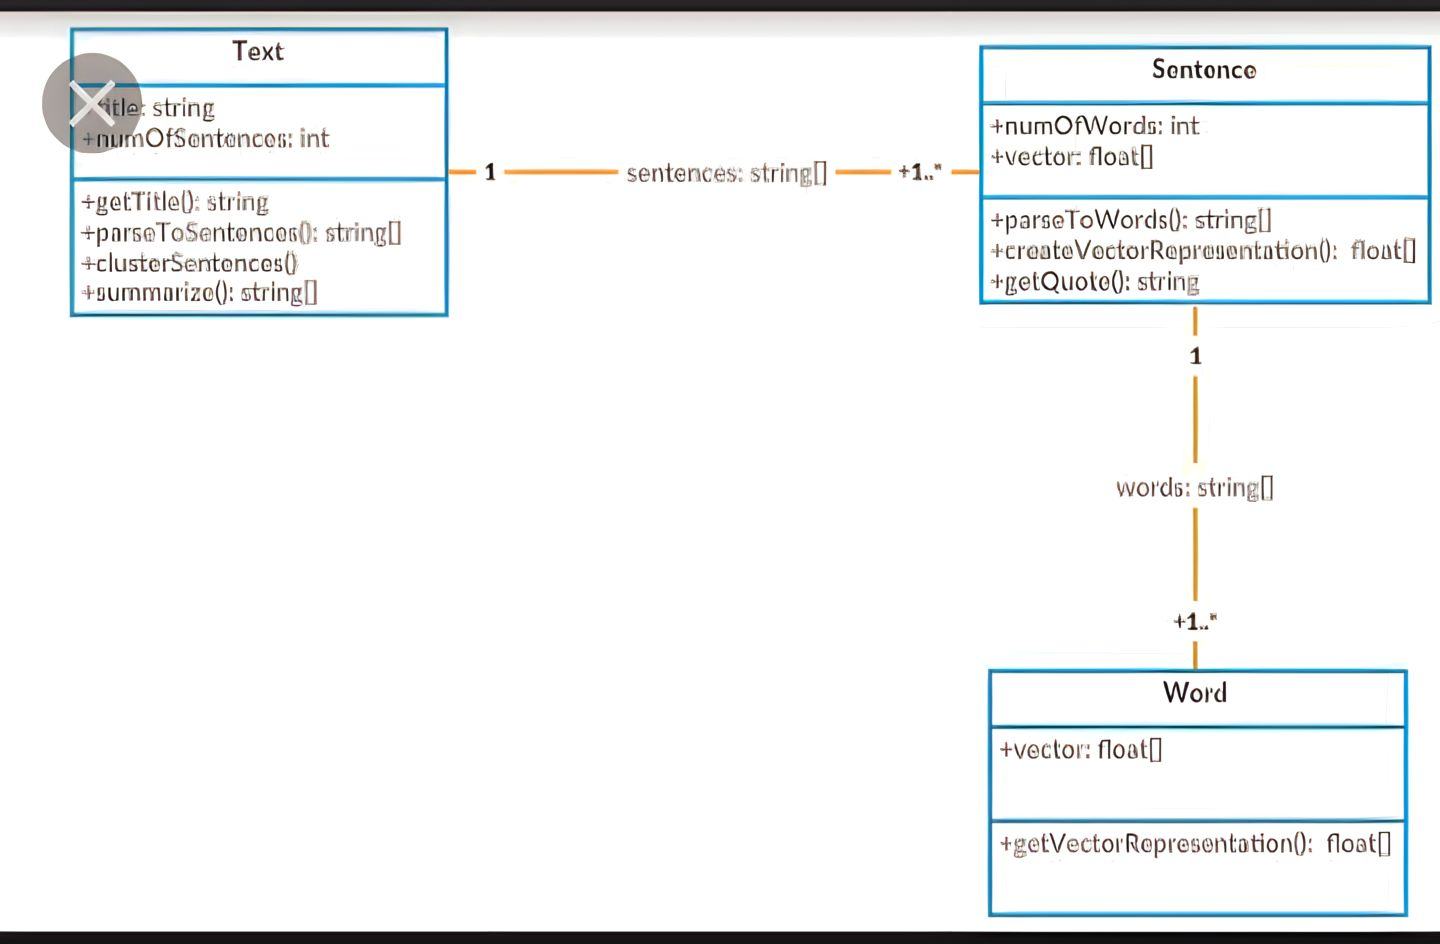 Text
title: string
+numOfSentences: int
+getTitle(): string
+parseToSentences(): string[]
+clusterSentences()
+summarize(): string[]
1
sentences: string[]
+1..*
Sentence
+numOfWords: int
+vector: float[]
+parseToWords(): string[]
+createVectorRepresentation(): float[]
+getQuote(): string
1
words: string[]
+1..*
Word
+vector: float[]
+getVectorRepresentation(): float[]